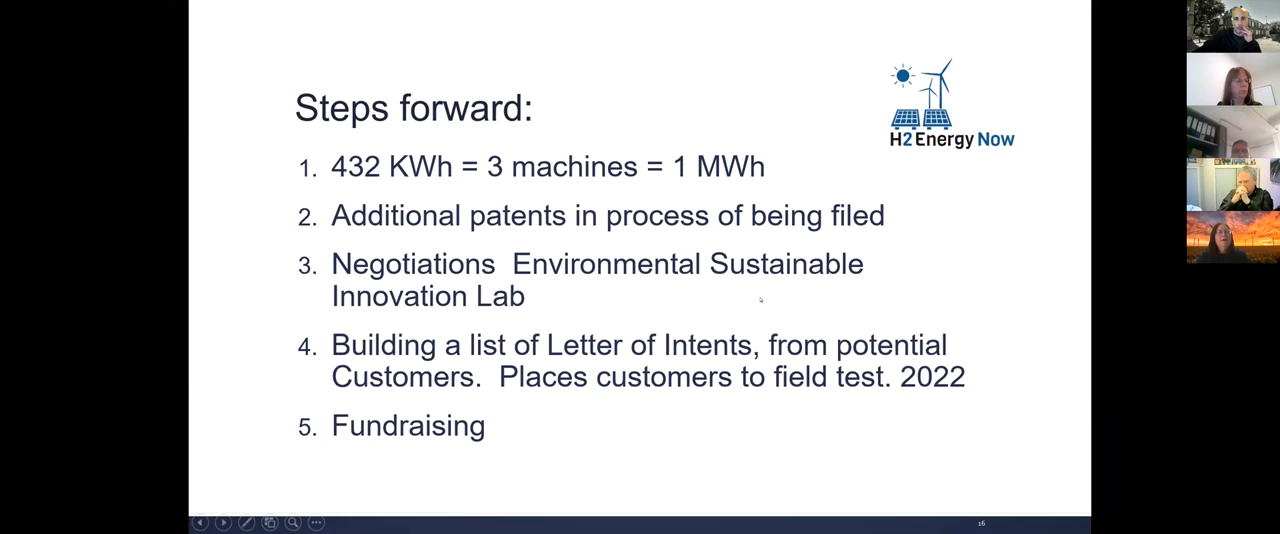 Steps forward:
H2 Energy Now
1. 432 KWh = 3 machines = 1 MWh
2. Additional patents in process of being filed
3. Negotiations  Environmental Sustainable
Innovation Lab
4. Building a list of Letter of Intents, from potential
Customers.  Places customers to field test. 2022
5. Fundraising
16